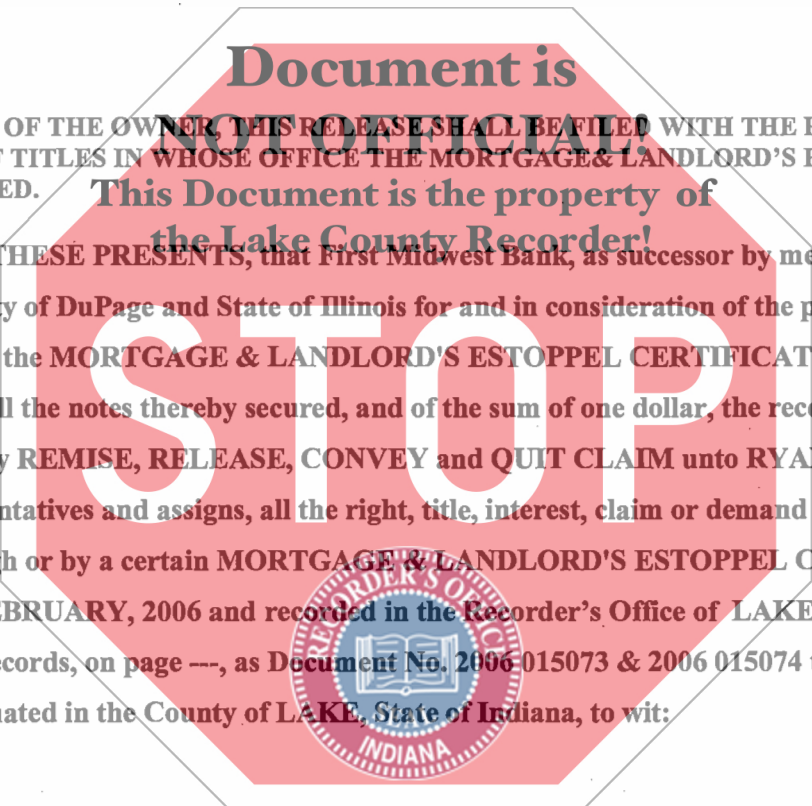 Document is
NOT OFFICIAL!
This Document is the property of
the Lake County Recorder!
STOP
OF THE OWNER, THIS RELEASE SHALL BE FILED WITH THE
TITLES IN WHOSE OFFICE THE MORTGAGE& LANDLORD'S
ED.
THESE PRESENTS, that First Midwest Bank, as successor by me
y of DuPage and State of Illinois for and in consideration of the p
the MORTGAGE & LANDLORD'S ESTOPPEL CERTIFICAT
ll the notes thereby secured, and of the sum of one dollar, the rece
y REMISE, RELEASE, CONVEY and QUIT CLAIM unto RYA
ntatives and assigns, all the right, title, interest, claim or demand
gh or by a certain MORTGAGE & LANDLORD'S ESTOPPEL C
EBRUARY, 2006 and recorded in the Recorder's Office of LAKE
ecords, on page ---, as Document No. 2006 015073 & 2006 015074
nated in the County of LAKE, State of Indiana, to wit:
RECORDER'S OFFICE
SEAL
INDIANA